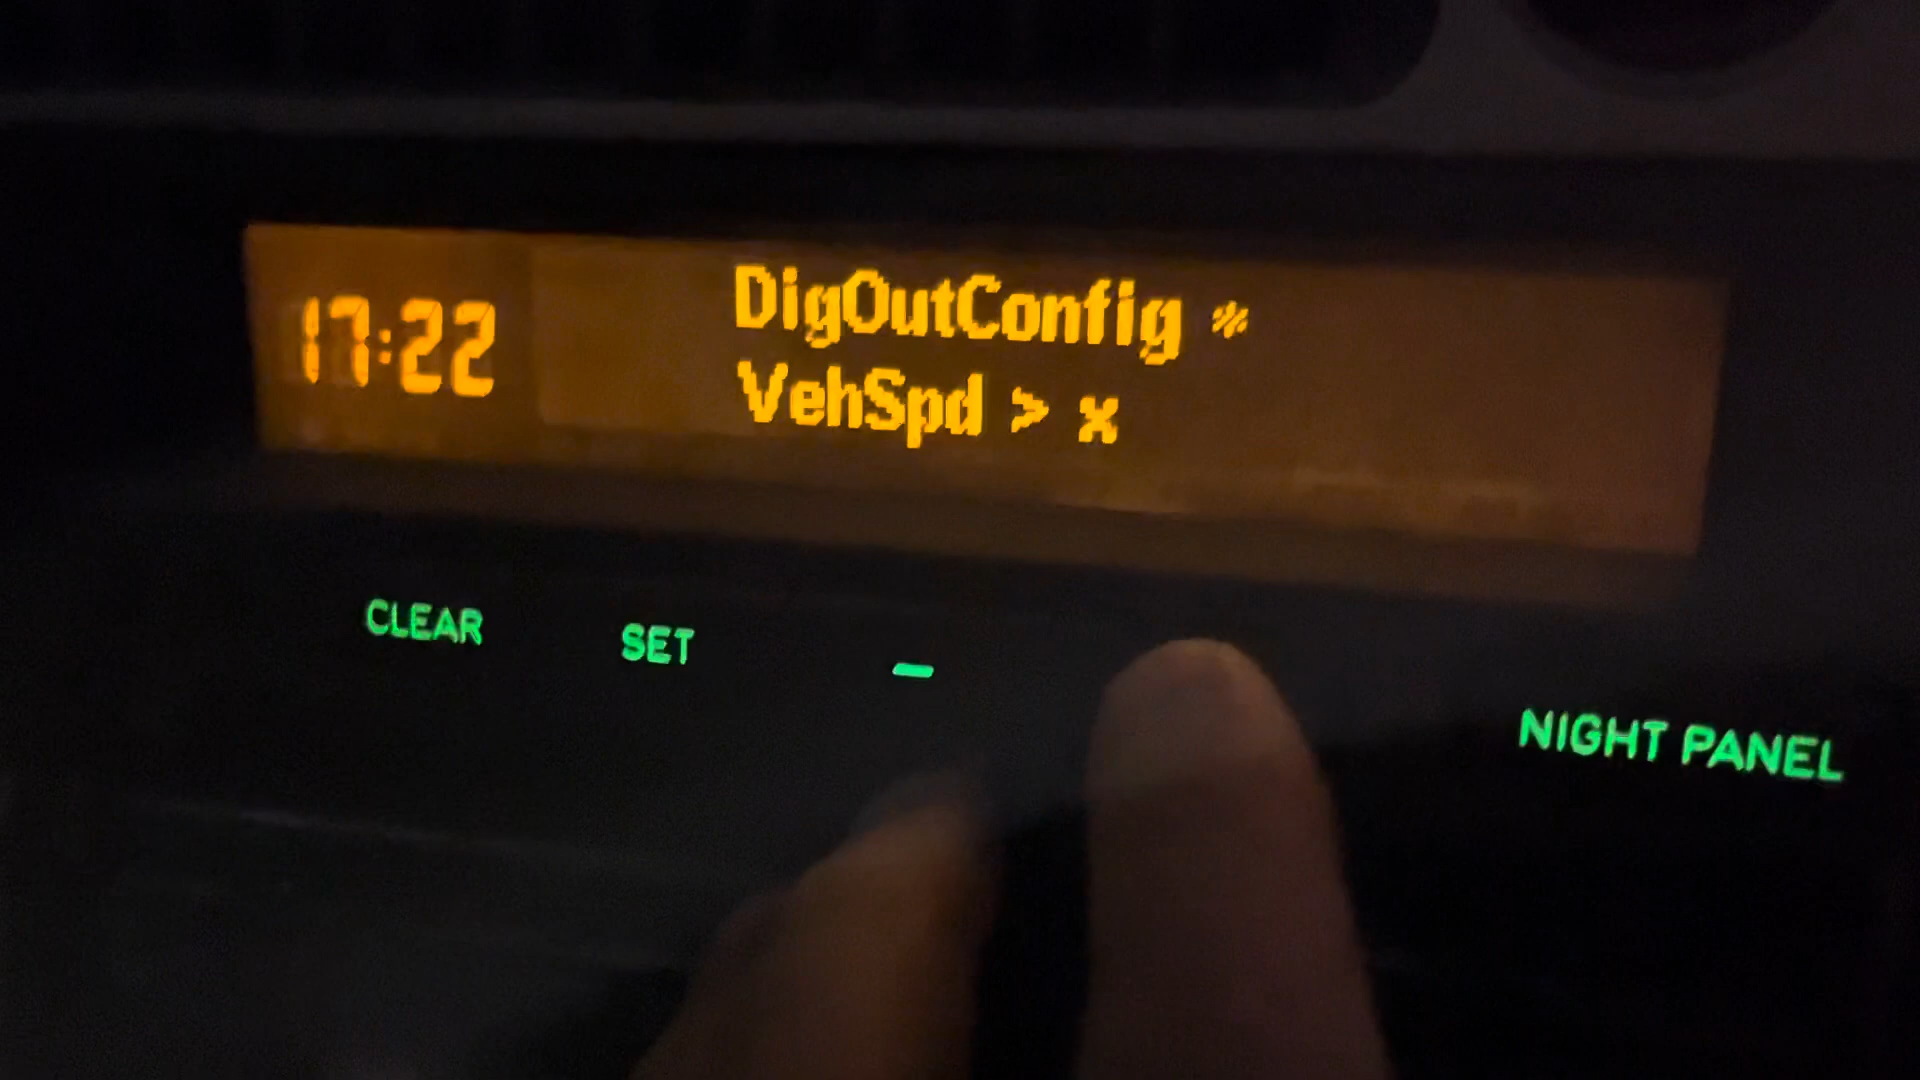 17:22
DigOutConfig *
VehSpd > x
CLEAR
SET
-
NIGHT PANEL